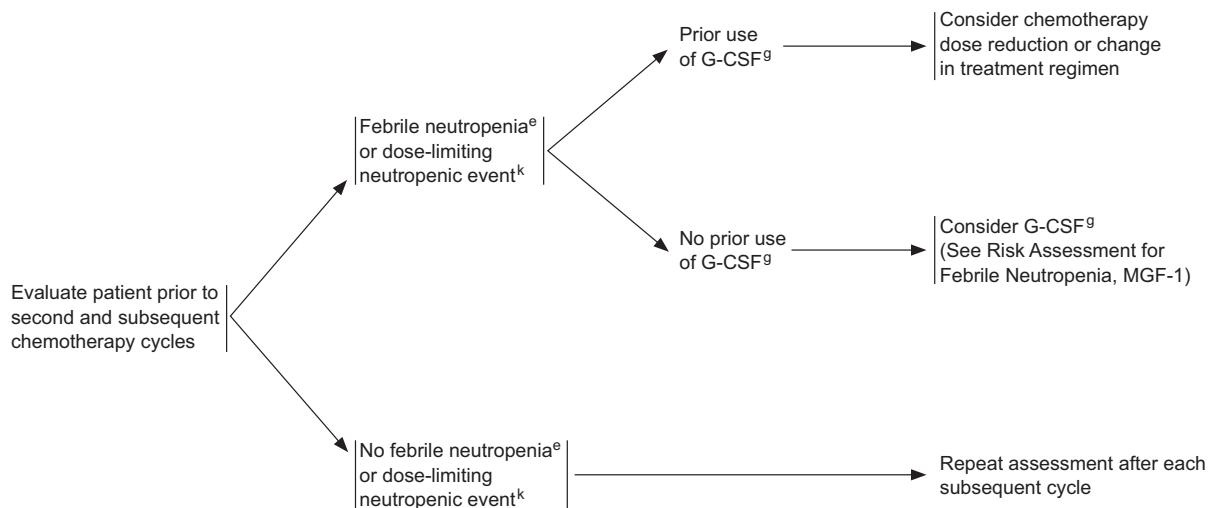 Prior use
of G-CSFᵍ
Consider chemotherapy
dose reduction or change
in treatment regimen
Febrile neutropeniaᵉ
or dose-limiting
neutropenic eventᵏ
No prior use
of G-CSFᵍ
Consider G-CSFᵍ
(See Risk Assessment for
Febrile Neutropenia, MGF-1)
Evaluate patient prior to
second and subsequent
chemotherapy cycles
No febrile neutropeniaᵉ
or dose-limiting
neutropenic eventᵏ
Repeat assessment after each
subsequent cycle